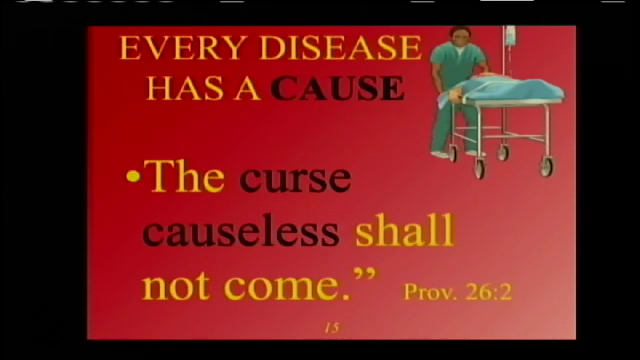 EVERY DISEASE
HAS A CAUSE
•The curse
causeless shall
not come.” Prov. 26:2
15